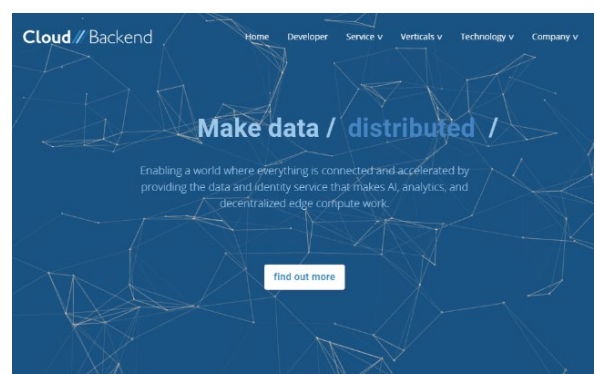 Cloud // Backend
Home Developer Service v Verticals v Technology v Company v
Make data / distributed /
Enabling a world where everything is connected and accelerated by
providing the data and identity service that makes AI, analytics, and
decentralized edge compute work.
find out more